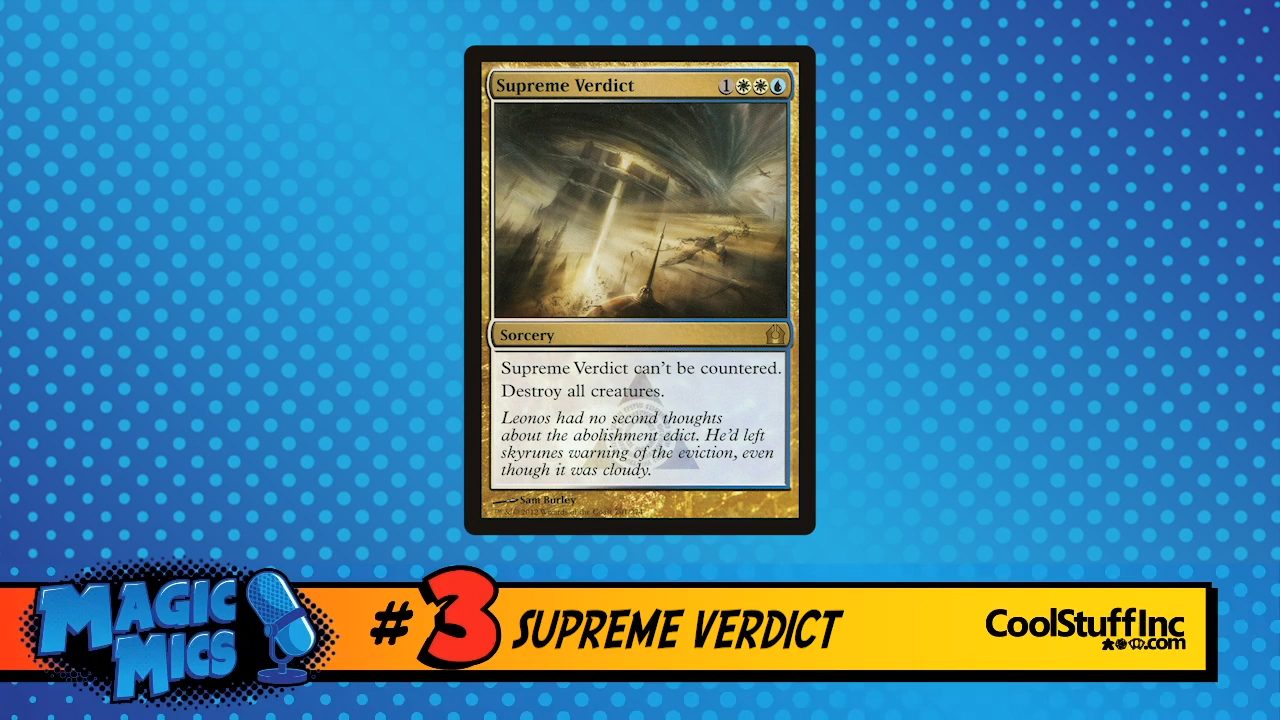 Supreme Verdict 1
Sorcery
Supreme Verdict can't be countered.
Destroy all creatures.
Leonos had no second thoughts
about the abolishment edict. He'd left
skyrunes warning of the eviction, even
though it was cloudy.
Sam Burley
MAGIC
MICS
#3 SUPREME VERDICT
CoolStuffInc
.com